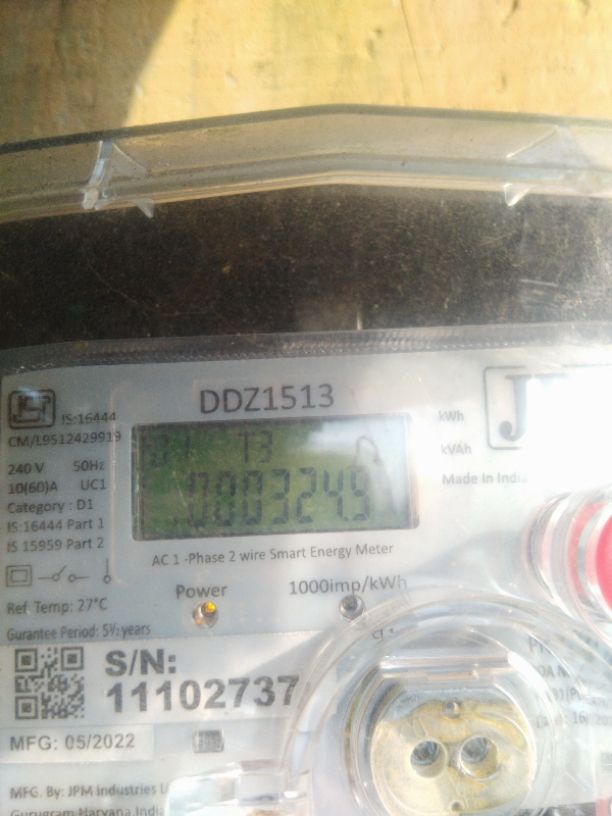 DDZ1513
IS:16444
CM/L9512429919
240 V 50Hz
10(60)A UC1
Category : D1
IS 16444 Part 1
IS 15959 Part 2
T3
000324.9
kWh
kVAh
Made In India
AC 1 -Phase 2 wire Smart Energy Meter
Power 1000imp/kWh
Ref. Temp: 27°C
Gurantee Period: 5½ years
S/N:
11102737
MFG: 05/2022
MFG. By: JPM Industries
Gurugram Haryana,